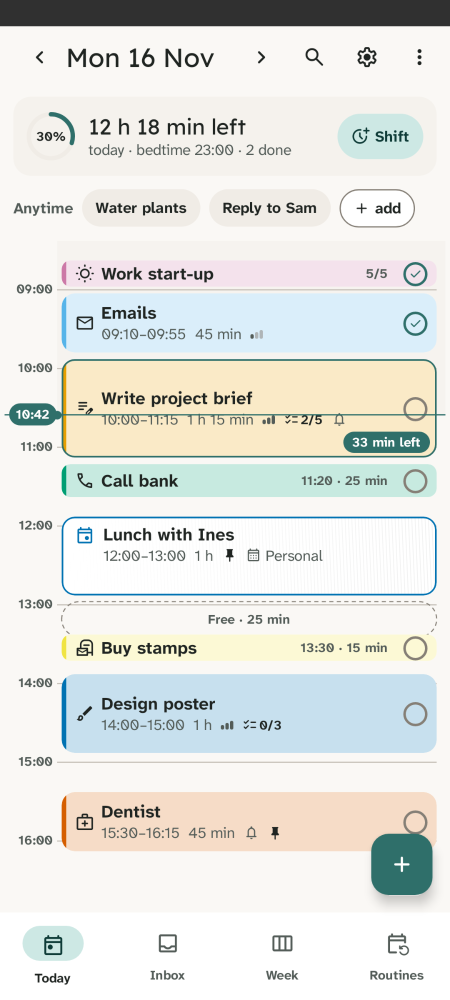 Mon 16 Nov
30%
12 h 18 min left
today · bedtime 23:00 · 2 done
Shift
Anytime
Water plants
Reply to Sam
+ add
Work start-up
5/5
09:00
Emails
09:10–09:55 45 min
10:00
Write project brief
10:00–11:15 1 h 15 min 2/5
10:42
33 min left
11:00
Call bank
11:20 · 25 min
12:00
Lunch with Ines
12:00–13:00 1 h Personal
13:00
Free · 25 min
Buy stamps
13:30 · 15 min
14:00
Design poster
14:00–15:00 1 h 0/3
15:00
Dentist
15:30–16:15 45 min
16:00
+
Today
Inbox
Week
Routines